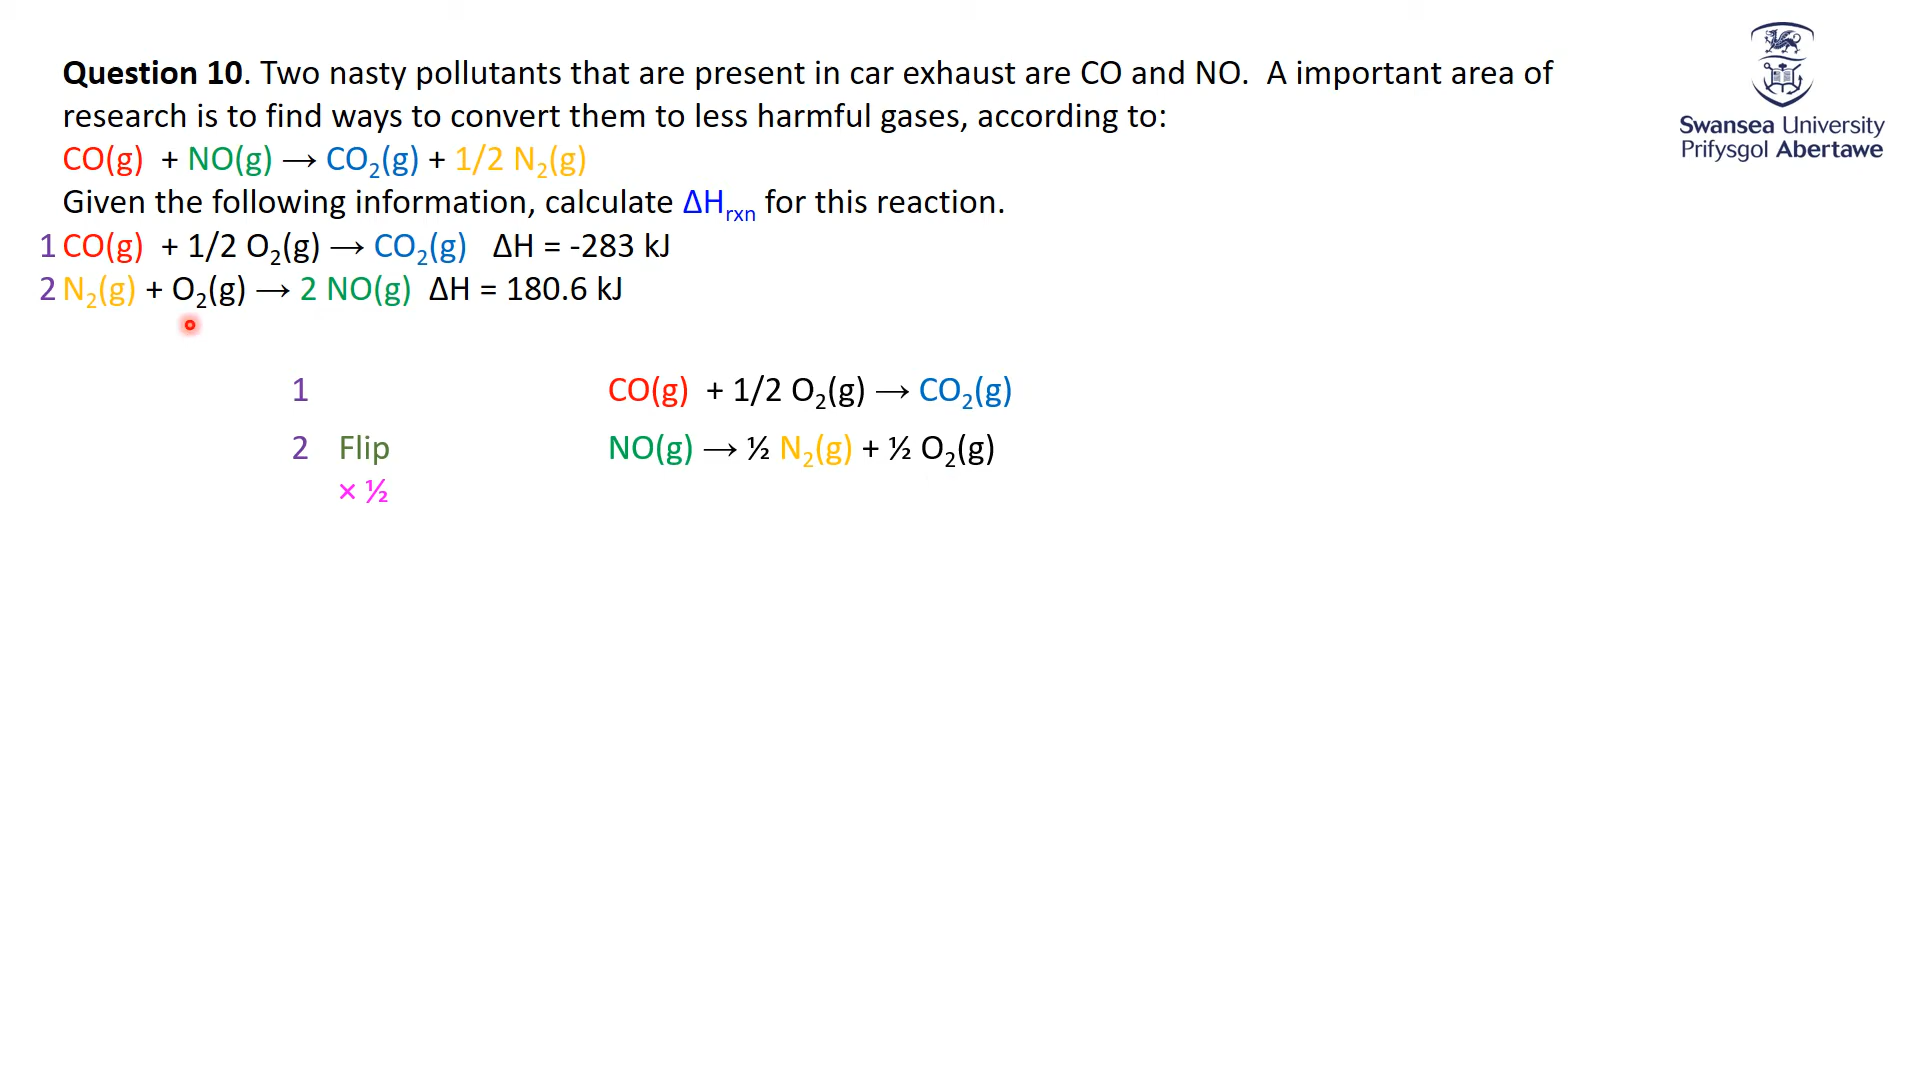 Question 10. Two nasty pollutants that are present in car exhaust are CO and NO.  A important area of
research is to find ways to convert them to less harmful gases, according to:
CO(g)  + NO(g) → CO₂(g) + 1/2 N₂(g)
Given the following information, calculate ΔHrxn for this reaction.
1 CO(g)  + 1/2 O₂(g) → CO₂(g)   ΔH = -283 kJ
2 N₂(g) + O₂(g) → 2 NO(g)  ΔH = 180.6 kJ
Swansea University
Prifysgol Abertawe
1 CO(g)  + 1/2 O₂(g) → CO₂(g)
2 Flip NO(g) → ½ N₂(g) + ½ O₂(g)
× ½